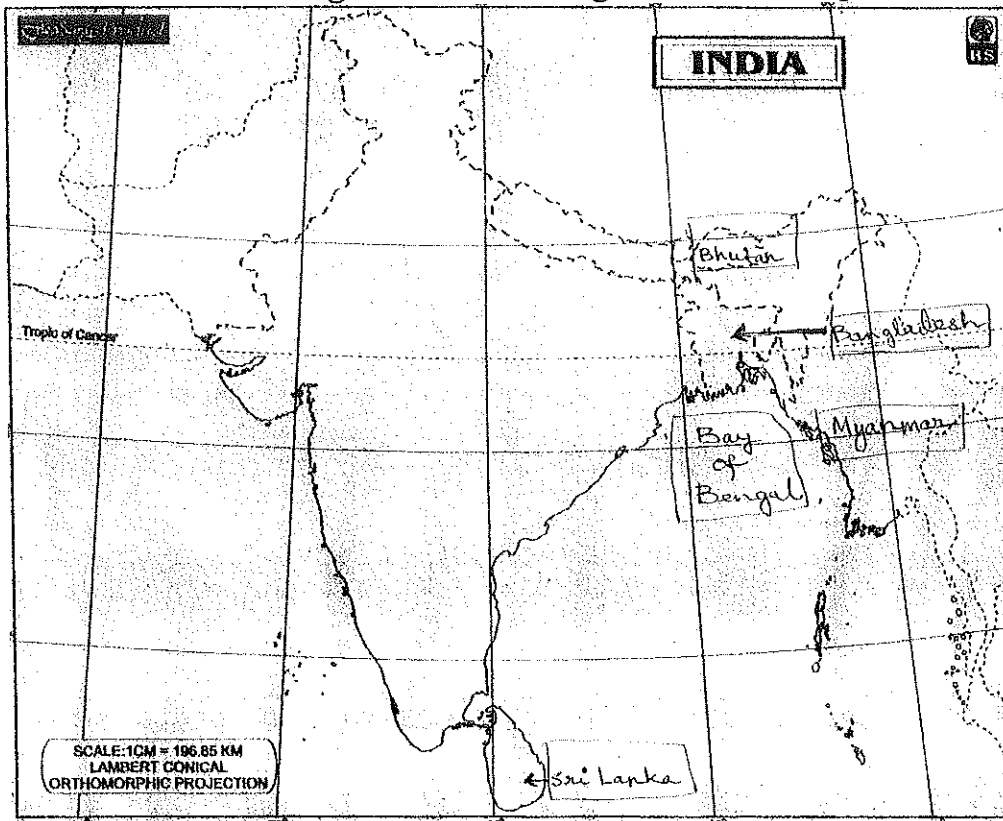 INDIA
Bhutan
Tropic of Cancer
Bangladesh
Bay
of
Bengal
Myanmar
SCALE:1CM = 196.85 KM
LAMBERT CONICAL
ORTHOMORPHIC PROJECTION
Sri Lanka